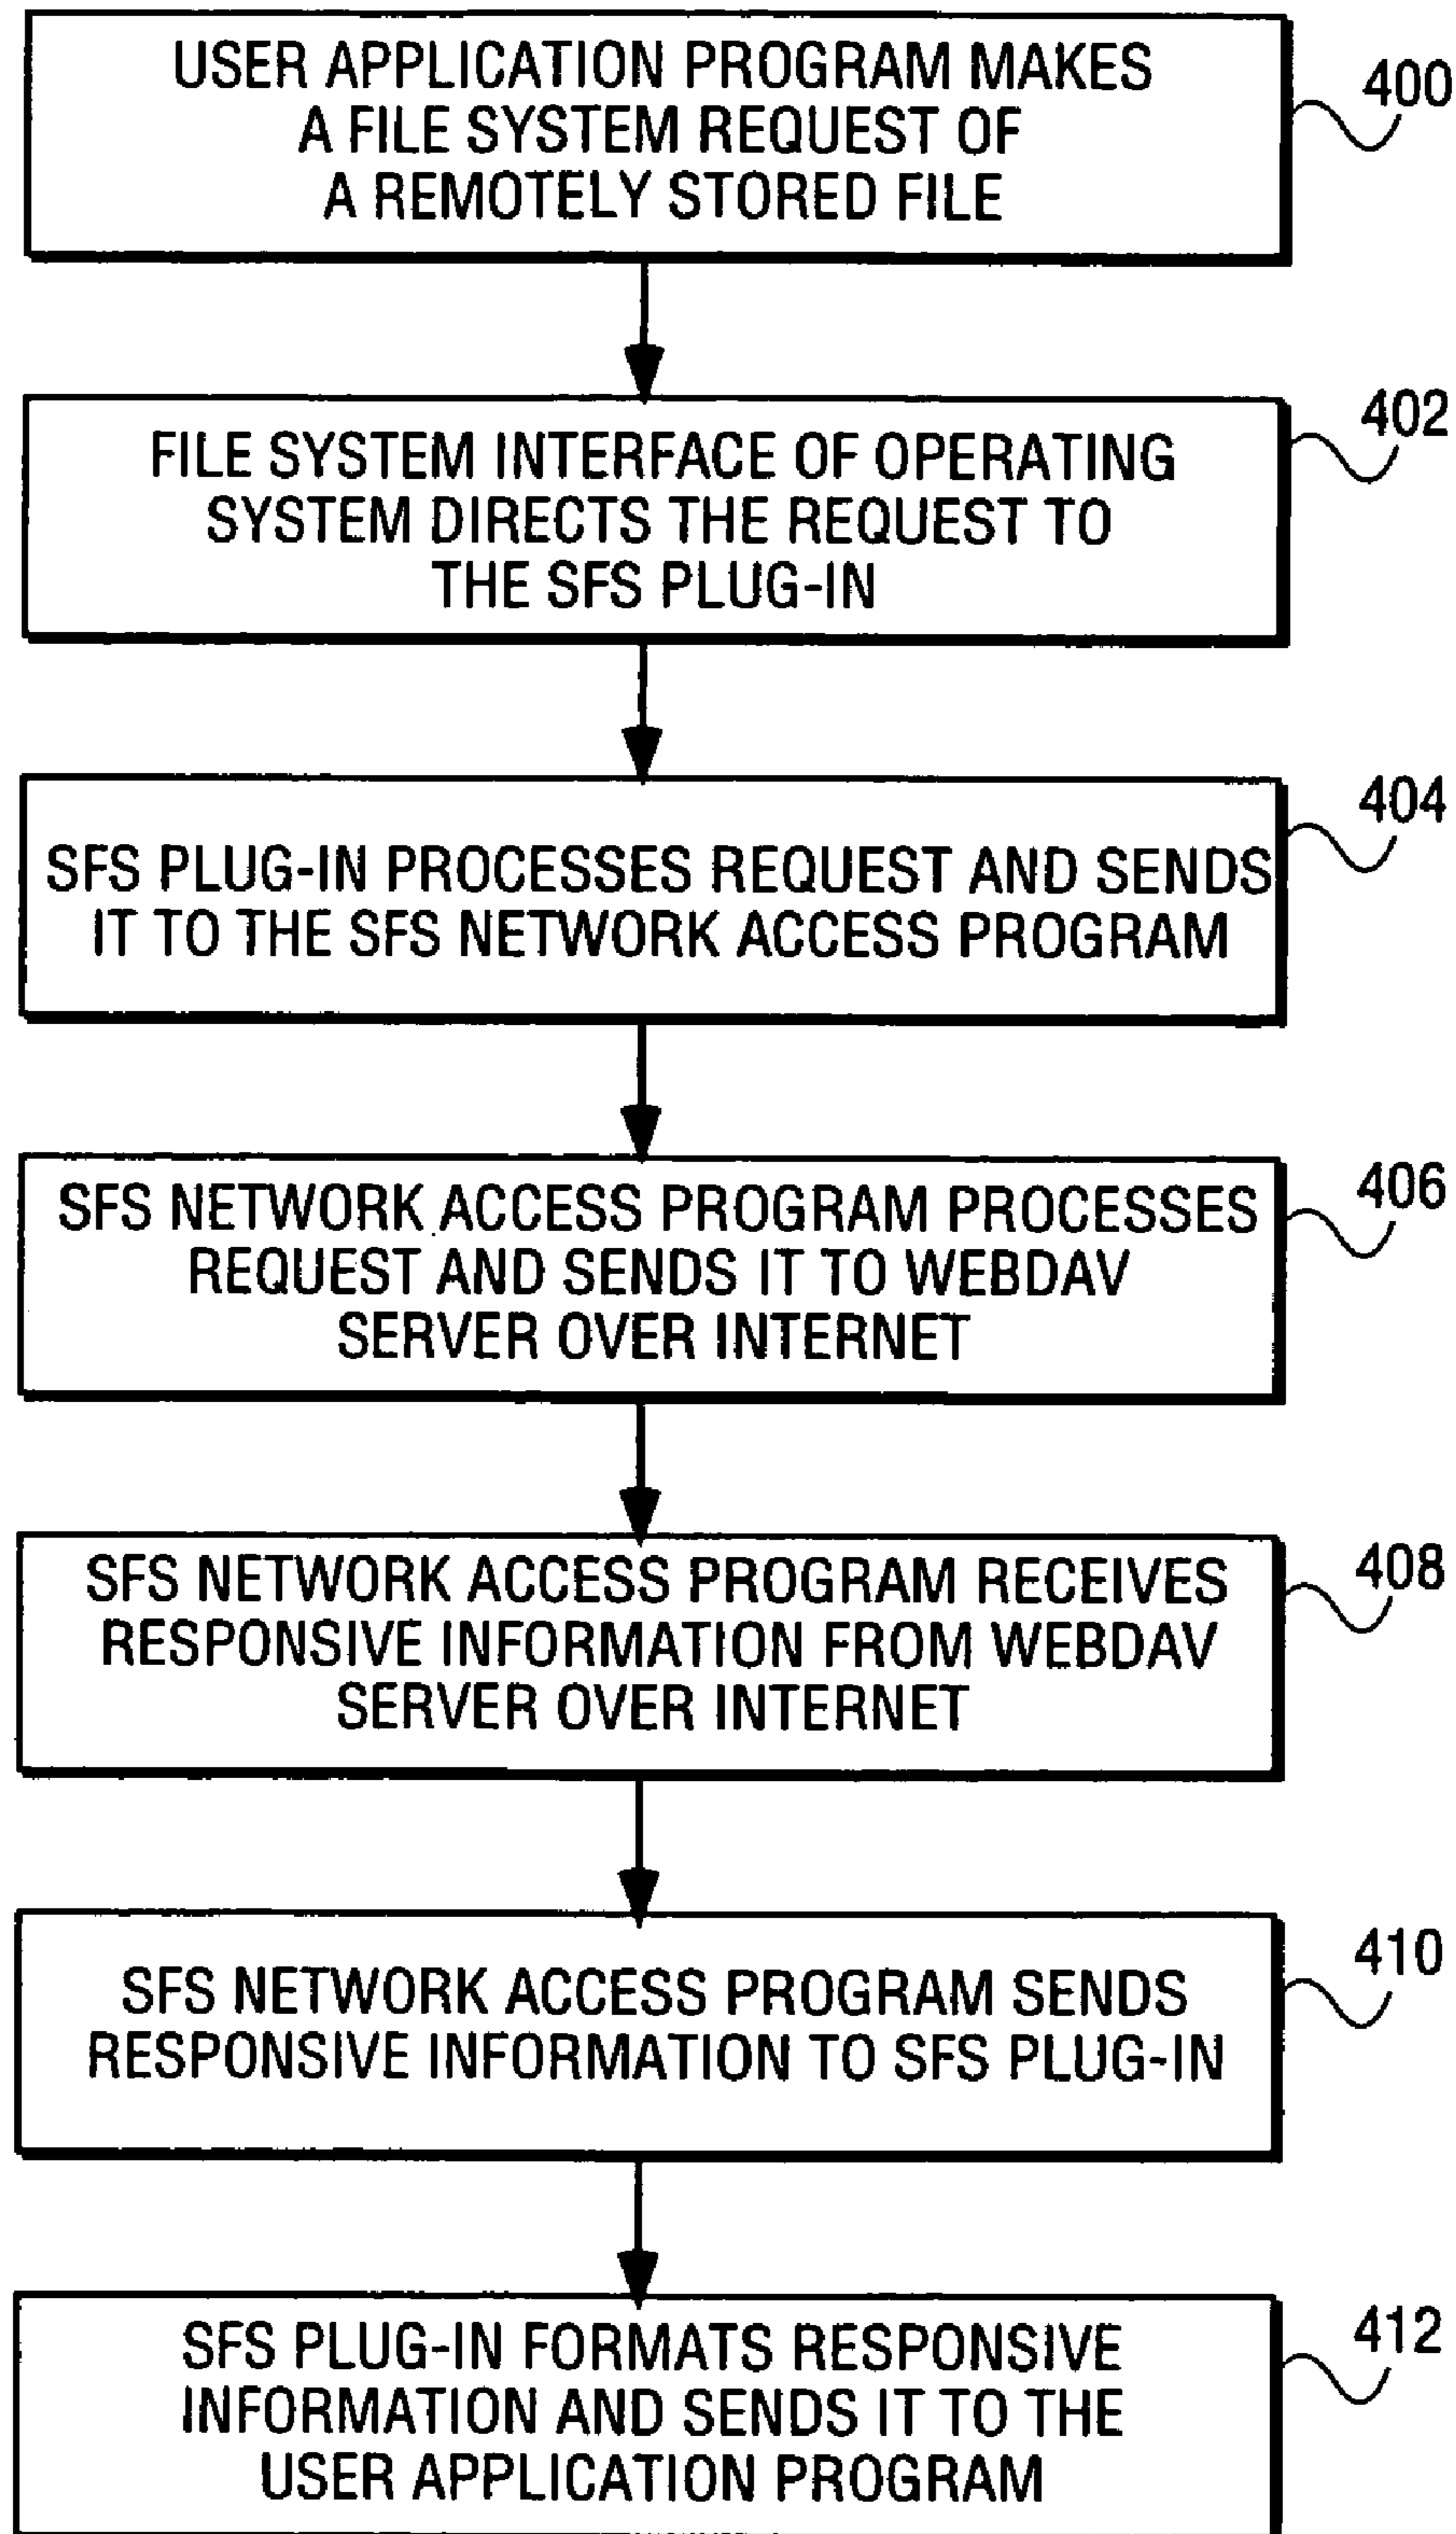 USER APPLICATION PROGRAM MAKES
A FILE SYSTEM REQUEST OF
A REMOTELY STORED FILE
400
FILE SYSTEM INTERFACE OF OPERATING
SYSTEM DIRECTS THE REQUEST TO
THE SFS PLUG-IN
402
SFS PLUG-IN PROCESSES REQUEST AND SENDS
IT TO THE SFS NETWORK ACCESS PROGRAM
404
SFS NETWORK ACCESS PROGRAM PROCESSES
REQUEST AND SENDS IT TO WEBDAV
SERVER OVER INTERNET
406
SFS NETWORK ACCESS PROGRAM RECEIVES
RESPONSIVE INFORMATION FROM WEBDAV
SERVER OVER INTERNET
408
SFS NETWORK ACCESS PROGRAM SENDS
RESPONSIVE INFORMATION TO SFS PLUG-IN
410
SFS PLUG-IN FORMATS RESPONSIVE
INFORMATION AND SENDS IT TO THE
USER APPLICATION PROGRAM
412